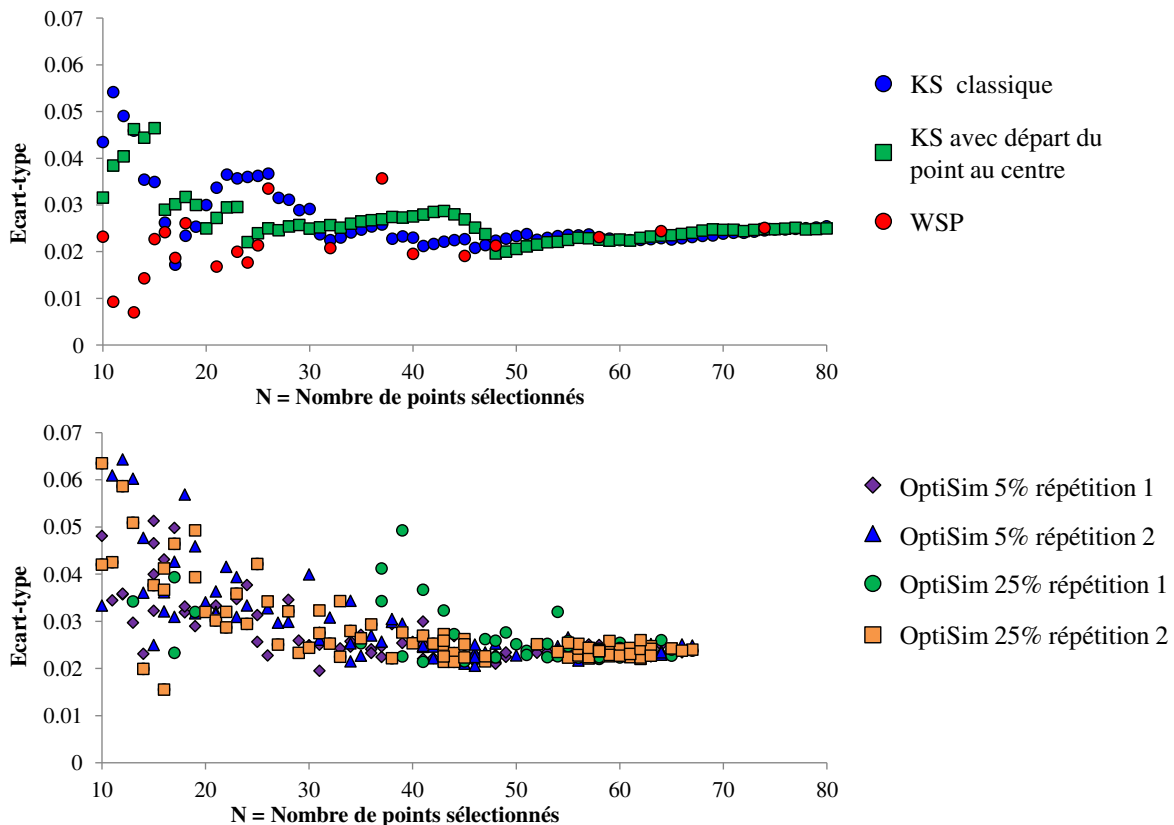 0.07
0.06
0.05
0.04
0.03
0.02
0.01
0
Ecart-type
10 20 30 40 50 60 70 80
N = Nombre de points sélectionnés
KS classique
KS avec départ du
point au centre
WSP
0.07
0.06
0.05
0.04
0.03
0.02
0.01
0
Ecart-type
10 20 30 40 50 60 70 80
N = Nombre de points sélectionnés
OptiSim 5% répétition 1
OptiSim 5% répétition 2
OptiSim 25% répétition 1
OptiSim 25% répétition 2